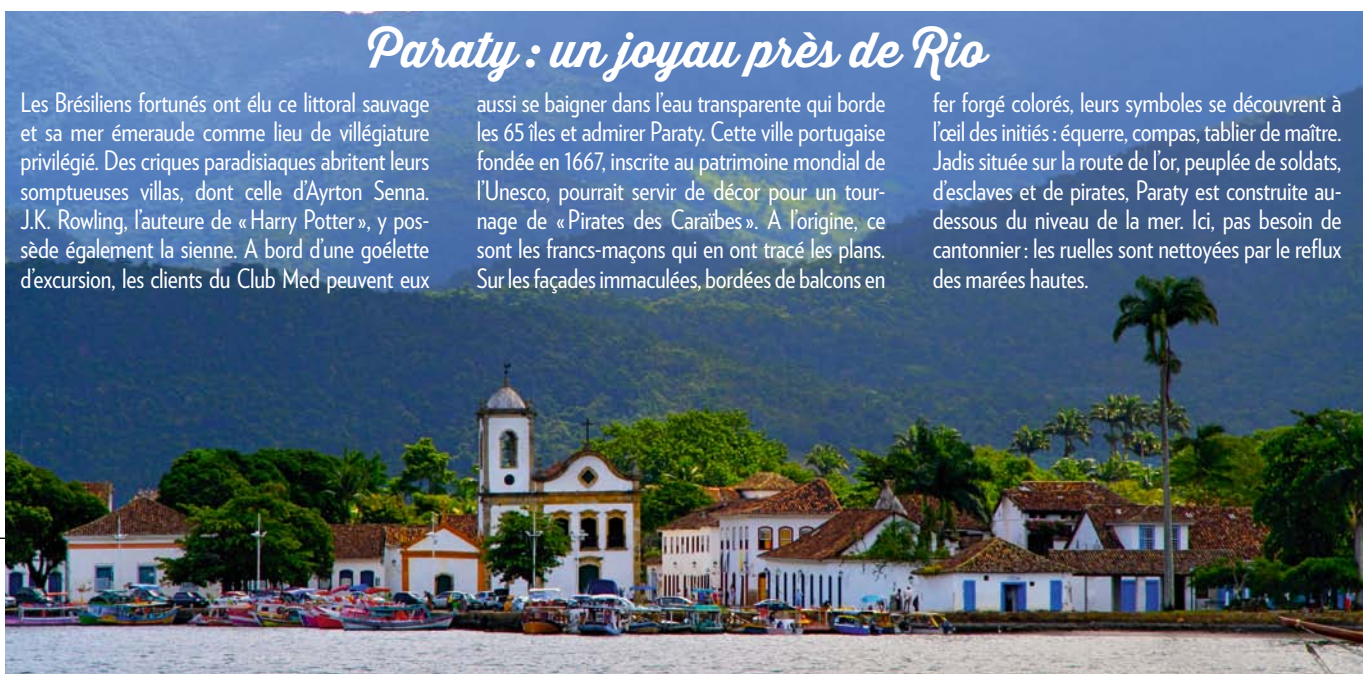 Paraty : un joyau près de Rio
Les Brésiliens fortunés ont élu ce littoral sauvage
et sa mer émeraude comme lieu de villégiature
privilégié. Des criques paradisiaques abritent leurs
somptueuses villas, dont celle d’Ayrton Senna.
J.K. Rowling, l’auteure de « Harry Potter », y pos-
sède également la sienne. A bord d’une goélette
d’excursion, les clients du Club Med peuvent eux
aussi se baigner dans l’eau transparente qui borde
les 65 îles et admirer Paraty. Cette ville portugaise
fondée en 1667, inscrite au patrimoine mondial de
l’Unesco, pourrait servir de décor pour un tour-
nage de « Pirates des Caraïbes ». A l’origine, ce
sont les francs-maçons qui en ont tracé les plans.
Sur les façades immaculées, bordées de balcons en
fer forgé colorés, leurs symboles se découvrent à
l’œil des initiés : équerre, compas, tablier de maître.
Jadis située sur la route de l’or, peuplée de soldats,
d’esclaves et de pirates, Paraty est construite au-
dessous du niveau de la mer. Ici, pas besoin de
cantonnier : les ruelles sont nettoyées par le reflux
des marées hautes.